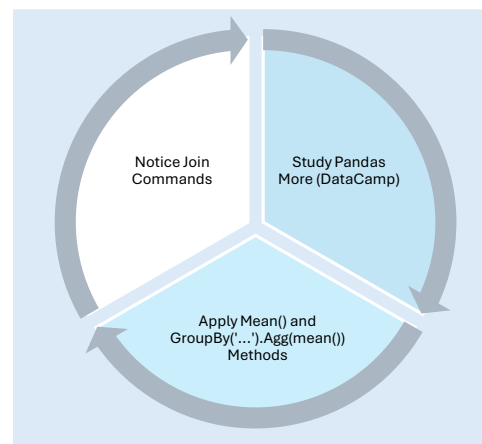 Notice Join
Commands
Study Pandas
More (DataCamp)
Apply Mean() and
GroupBy('...').Agg(mean())
Methods